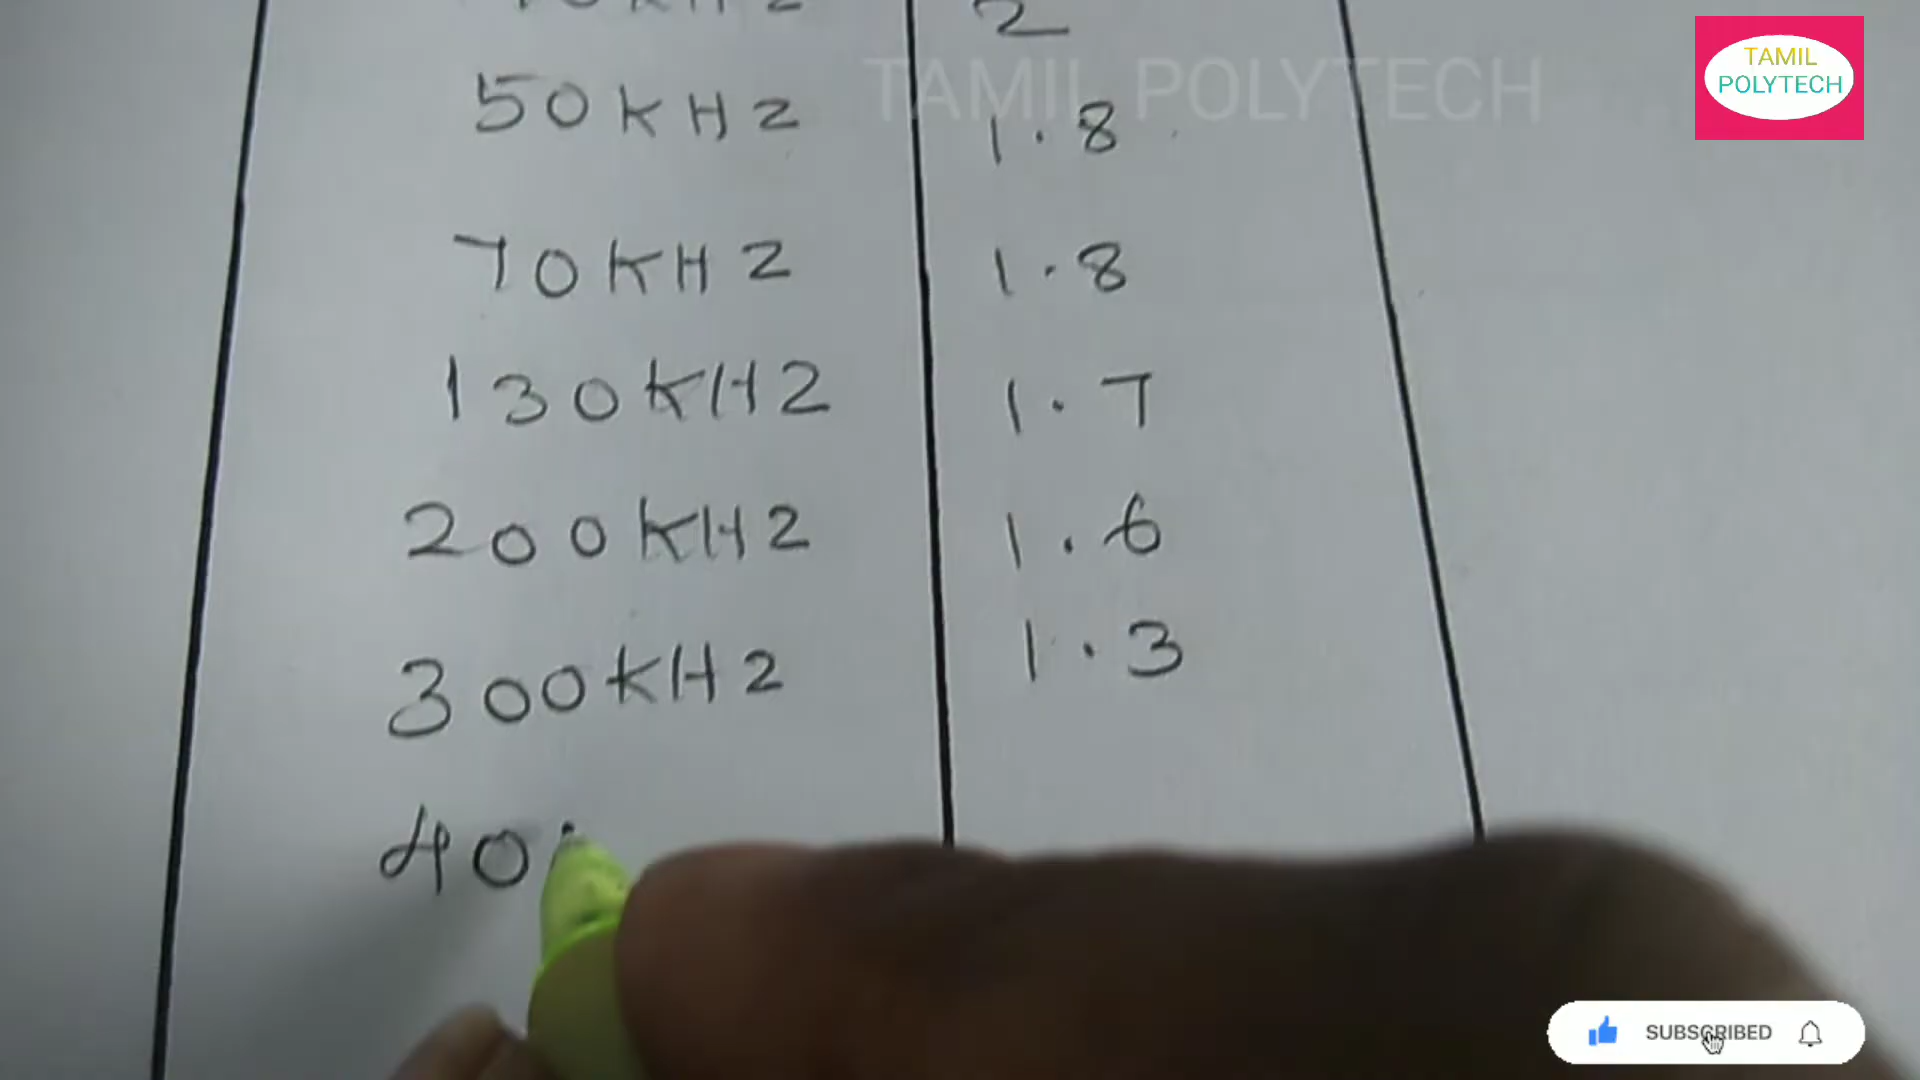 2
TAMIL POLYTECH
TAMIL
POLYTECH
50KHZ 1.8
70KHZ 1.8
130KHZ 1.7
200KHZ 1.6
300KHZ 1.3
40
SUBSCRIBED